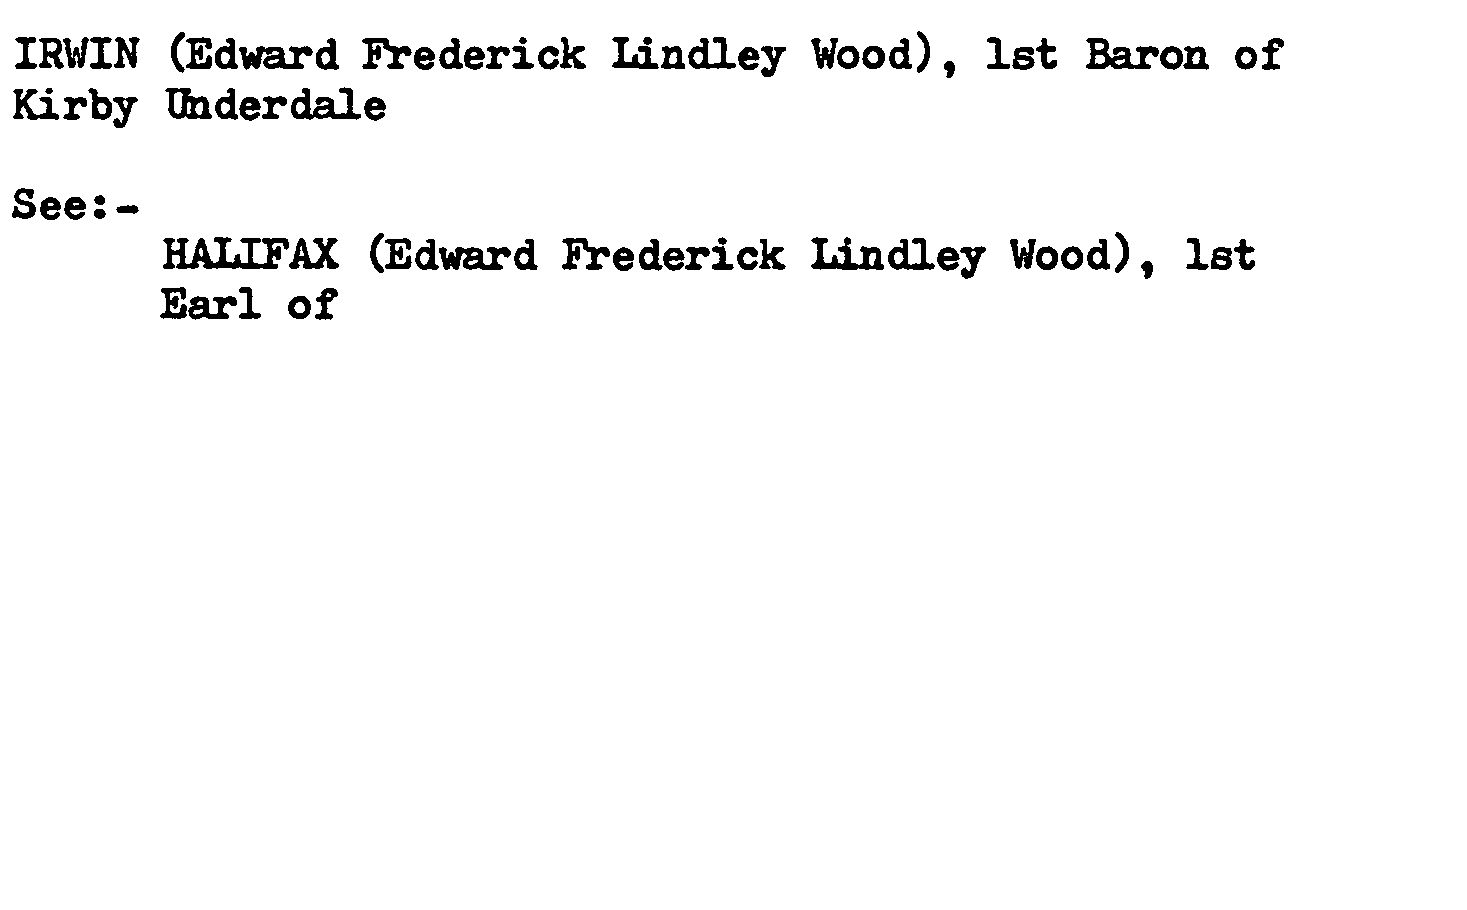 IRWIN (Edward Frederick Lindley Wood), 1st Baron of
Kirby Underdale
See:-
HALIFAX (Edward Frederick Lindley Wood), 1st
Earl of